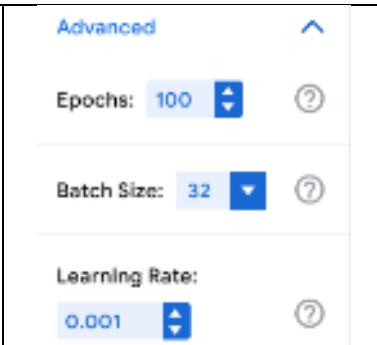 Advanced
Epochs: 100
Batch Size: 32
Learning Rate:
0.001